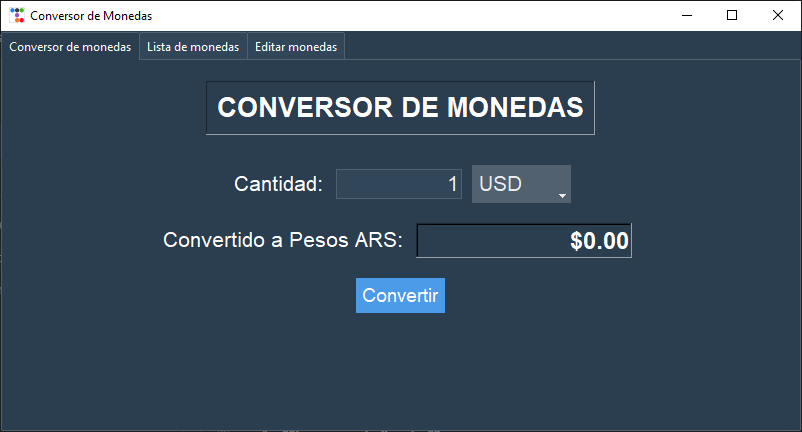 Conversor de Monedas
Conversor de monedas Lista de monedas Editar monedas
CONVERSOR DE MONEDAS
Cantidad: 1 USD
Convertido a Pesos ARS: $0.00
Convertir